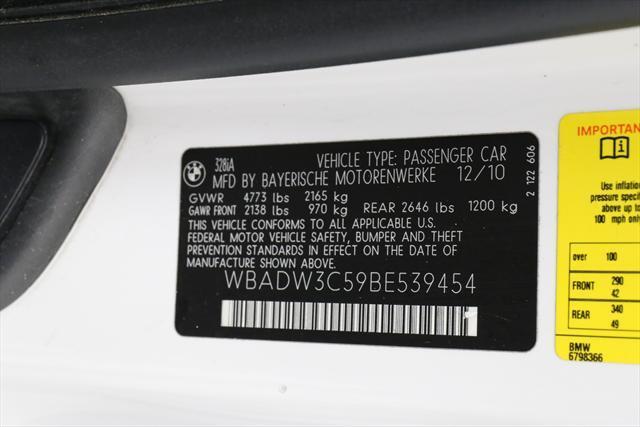 328iA
VEHICLE TYPE: PASSENGER CAR
MFD BY BAYERISCHE MOTORENWERKE 12/10
GVWR 4773 lbs 2165 kg
GAWR FRONT 2138 lbs 970 kg REAR 2646 lbs 1200 kg
THIS VEHICLE CONFORMS TO ALL APPLICABLE U.S.
FEDERAL MOTOR VEHICLE SAFETY, BUMPER AND THEFT
PREVENTION STANDARDS IN EFFECT ON THE DATE
OF MANUFACTURE SHOWN ABOVE.
WBADW3C59BE539454
2 122 606
IMPORTAN
Use inflation
pressure specif
above up to
100 mph only
over 100
FRONT 290
42
REAR 340
49
BMW
6798366